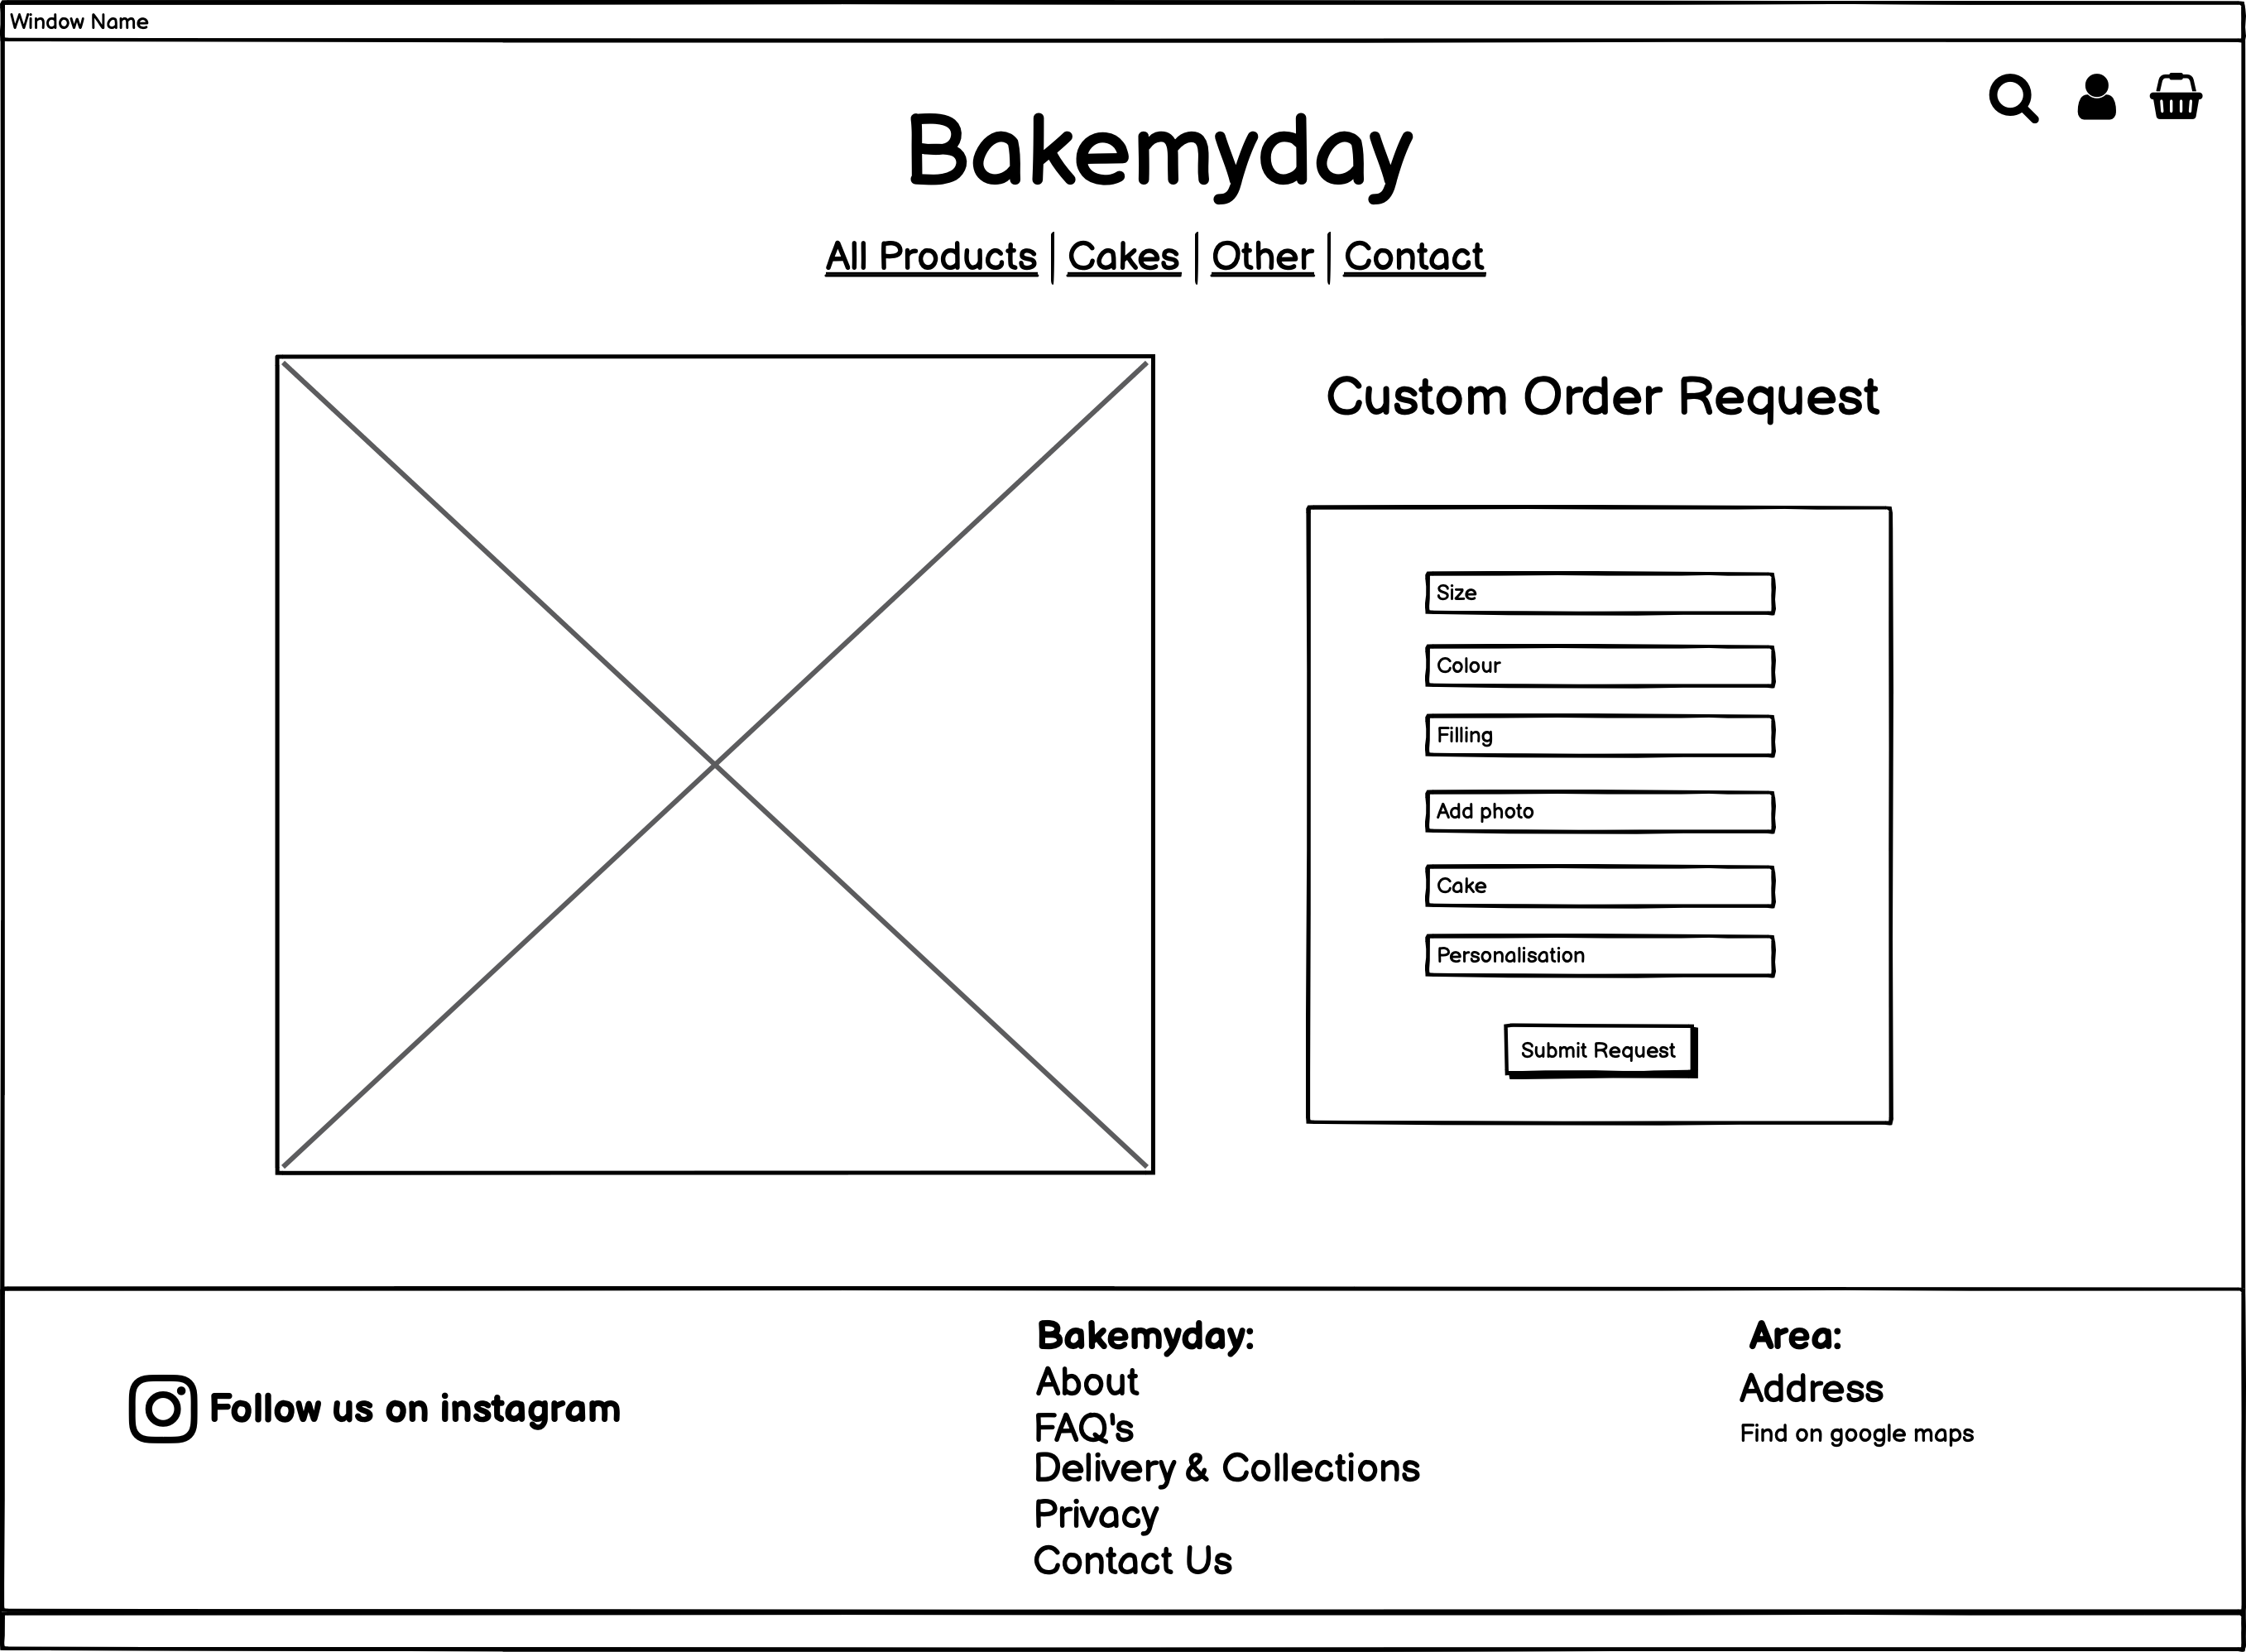 Window Name
Bakemyday
All Products | Cakes | Other | Contact
Custom Order Request
Size
Colour
Filling
Add photo
Cake
Personalisation
Submit Request
Follow us on instagram
Bakemyday:
About
FAQ's
Delivery & Collections
Privacy
Contact Us
Area:
Address
Find on google maps